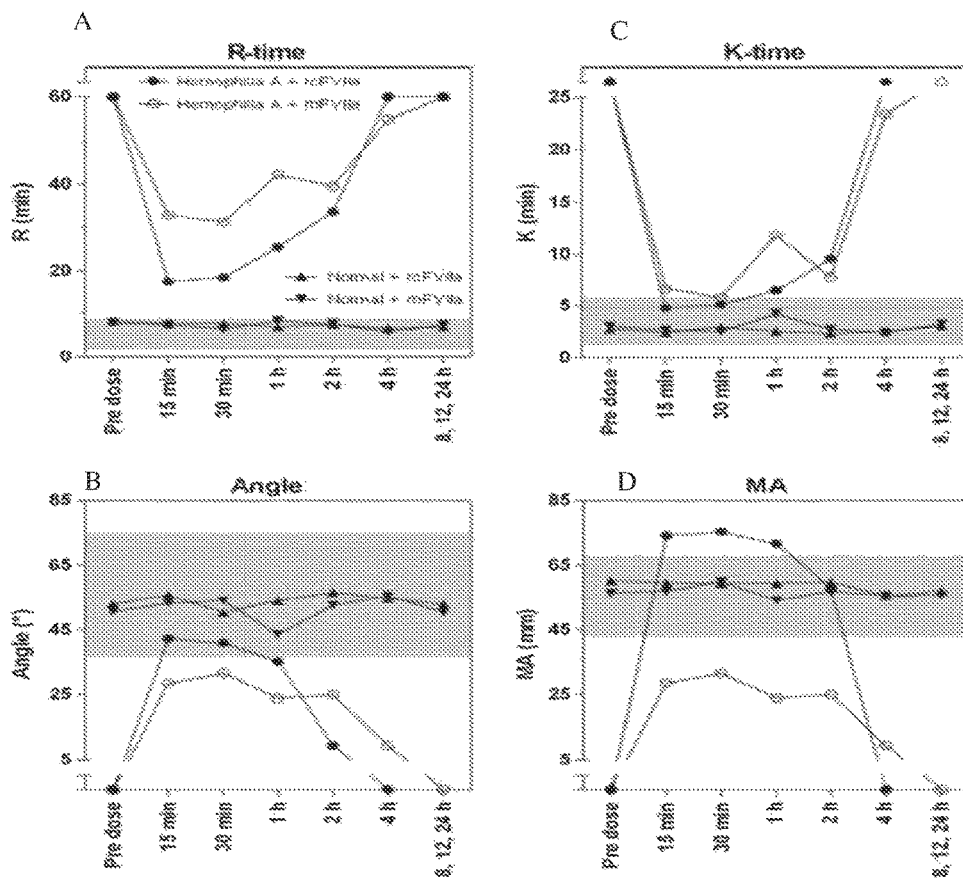 A
R-time
Hemophilia A + lcFVIIa
Hemophilia A + mFVIIa
60
40
20
0
R (min)
Normal + lcFVIIa
Normal + mFVIIa
Pre dose
15 min
30 min
1 h
2 h
4 h
8, 12, 24 h
C
K-time
25
20
15
10
5
0
K (min)
Pre dose
15 min
30 min
1 h
2 h
4 h
8, 12, 24 h
B
Angle
85
65
45
25
5
Angle (°)
Pre dose
15 min
30 min
1 h
2 h
4 h
8, 12, 24 h
D
MA
85
65
45
25
5
MA (mm)
Pre dose
15 min
30 min
1 h
2 h
4 h
8, 12, 24 h